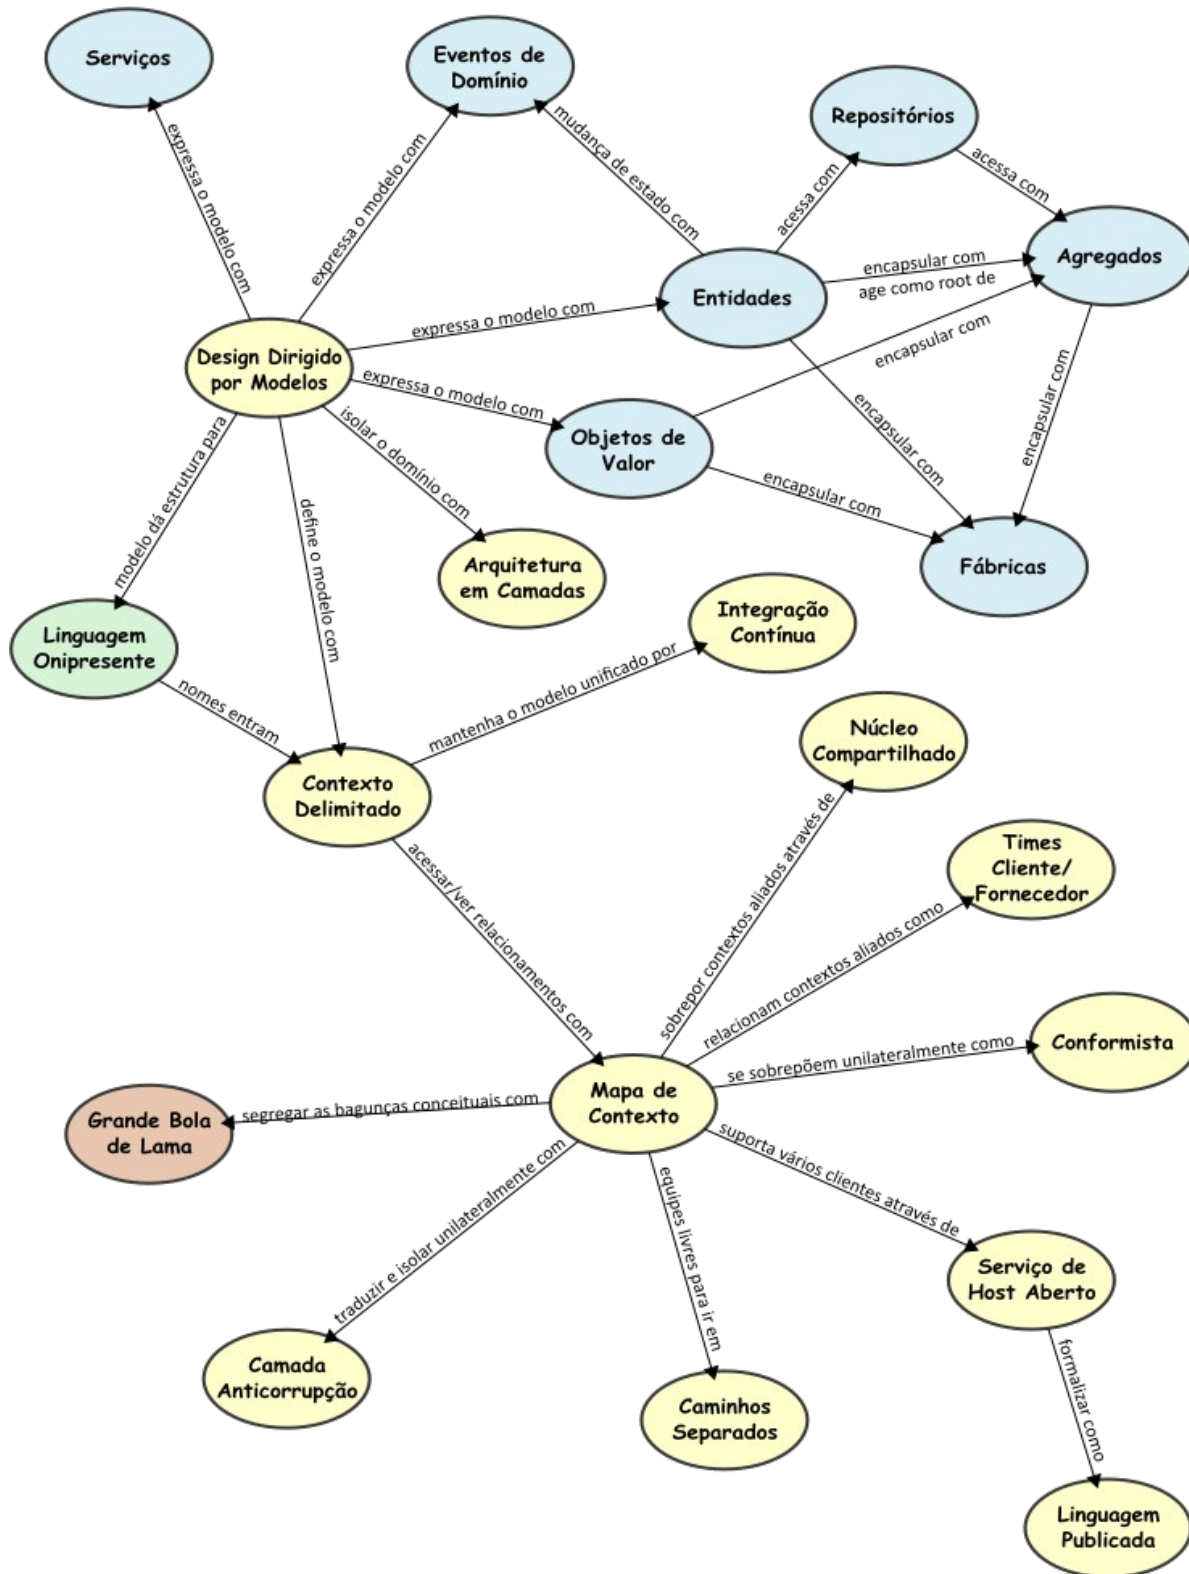 Serviços
Eventos de
Domínio
Repositórios
expressa o modelo com
expressa o modelo com
mudança de estado com
acessa com
acessa com
Entidades
encapsular com
age como root de
Agregados
Design Dirigido
por Modelos
expressa o modelo com
expressa o modelo com
encapsular com
isolar o domínio com
Objetos de
Valor
encapsular com
encapsular com
encapsular com
modelo dá estrutura para
define o modelo com
Arquitetura
em Camadas
Fábricas
Linguagem
Onipresente
Integração
Contínua
nomes entram
mantenha o modelo unificado por
Contexto
Delimitado
Núcleo
Compartilhado
acessar/ver relacionamentos com
sobrepor contextos aliados através de
Times
Cliente/
Fornecedor
relacionam contextos aliados como
se sobrepõem unilateralmente como
Conformista
Mapa de
Contexto
segregar as bagunças conceituais com
Grande Bola
de Lama
traduzir e isolar unilateralmente com
equipes livres para ir em
suporta vários clientes através de
Serviço de
Host Aberto
Camada
Anticorrupção
Caminhos
Separados
formalizar como
Linguagem
Publicada